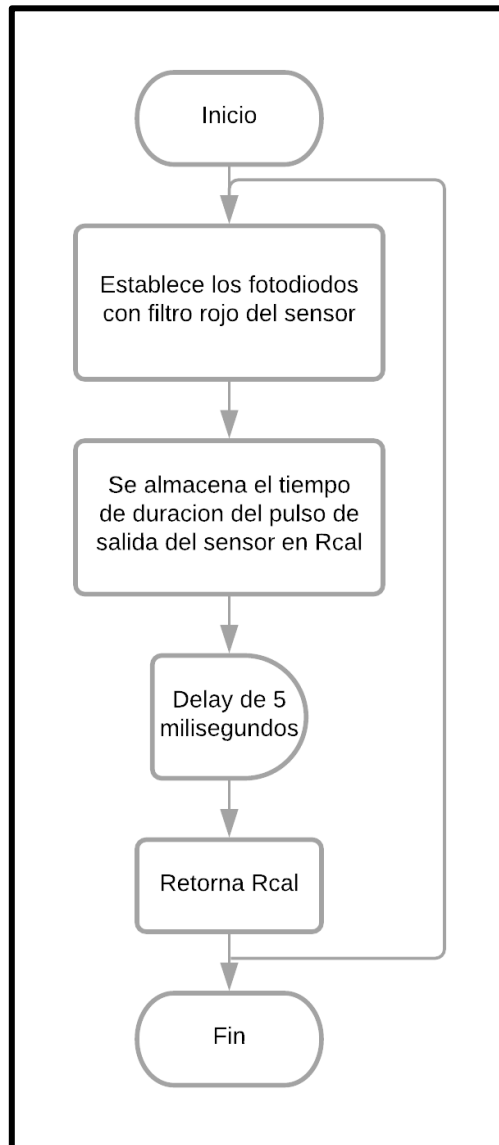 Inicio
Establece los fotodiodos
con filtro rojo del sensor
Se almacena el tiempo
de duracion del pulso de
salida del sensor en Rcal
Delay de 5
milisegundos
Retorna Rcal
Fin